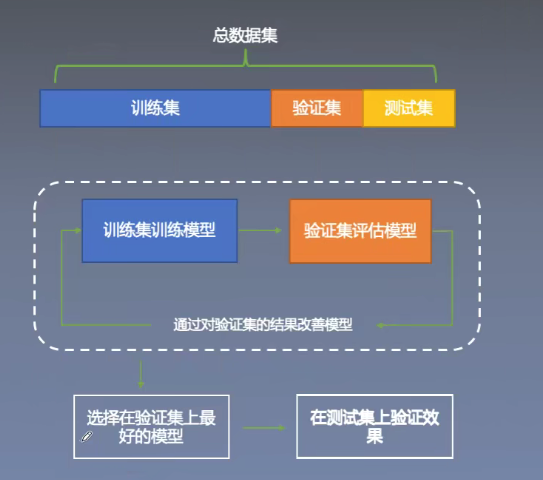 总数据集
训练集
验证集
测试集
训练集训练模型
验证集评估模型
通过对验证集的结果改善模型
选择在验证集上最
好的模型
在测试集上验证效
果